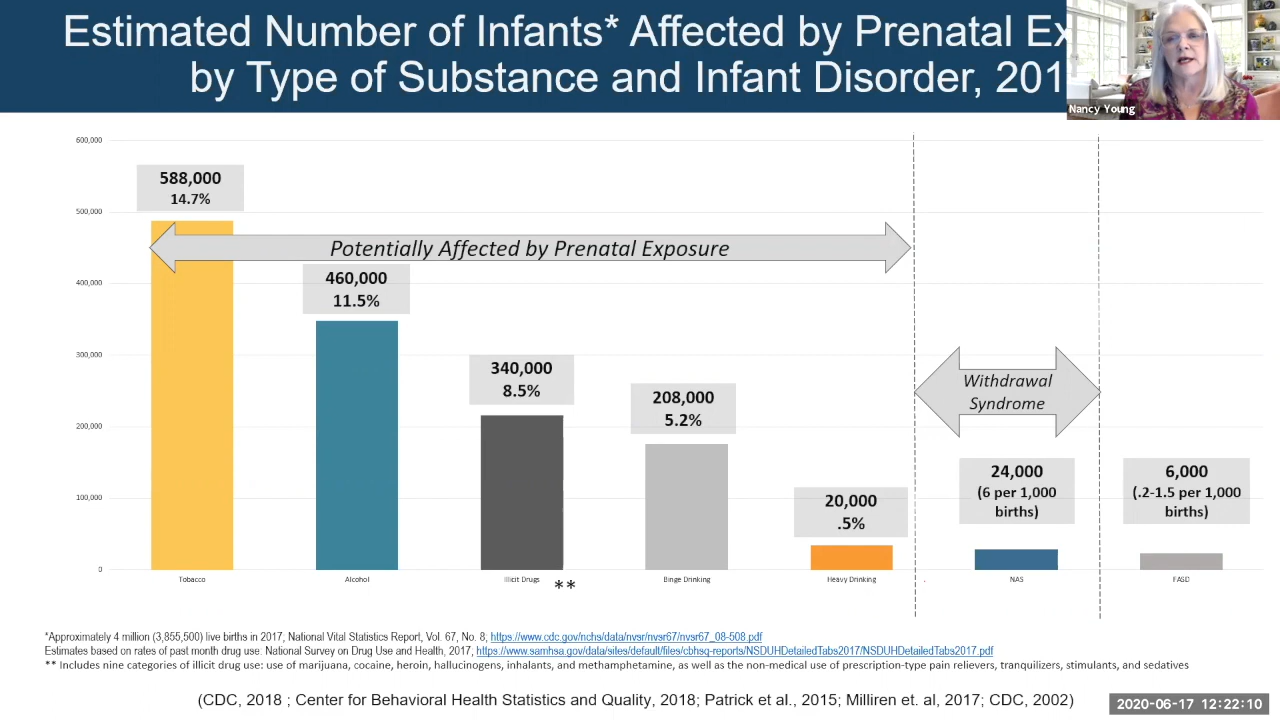 Estimated Number of Infants* Affected by Prenatal Ex
by Type of Substance and Infant Disorder, 201
Nancy Young
600,000
500,000
400,000
300,000
200,000
100,000
0
588,000
14.7%
Potentially Affected by Prenatal Exposure
460,000
11.5%
340,000
8.5%
208,000
5.2%
20,000
.5%
Withdrawal
Syndrome
24,000
(6 per 1,000
births)
6,000
(.2-1.5 per 1,000
births)
Tobacco
Alcohol
Illicit Drugs
**
Binge Drinking
Heavy Drinking
.
NAS
FASD
*Approximately 4 million (3,855,500) live births in 2017, National Vital Statistics Report, Vol. 67, No. 8; https://www.cdc.gov/nchs/data/nvsr/nvsr67/nvsr67_08-508.pdf
Estimates based on rates of past month drug use. National Survey on Drug Use and Health, 2017; https://www.samhsa.gov/data/sites/default/files/cbhsq-reports/NSDUHDetailedTabs2017/NSDUHDetailedTabs2017.pdf
** Includes nine categories of illicit drug use: use of marijuana, cocaine, heroin, hallucinogens, inhalants, and methamphetamine, as well as the non-medical use of prescription-type pain relievers, tranquilizers, stimulants, and sedatives
(CDC, 2018 ; Center for Behavioral Health Statistics and Quality, 2018; Patrick et al., 2015; Milliren et. al, 2017; CDC, 2002)
2020-06-17 12:22:10